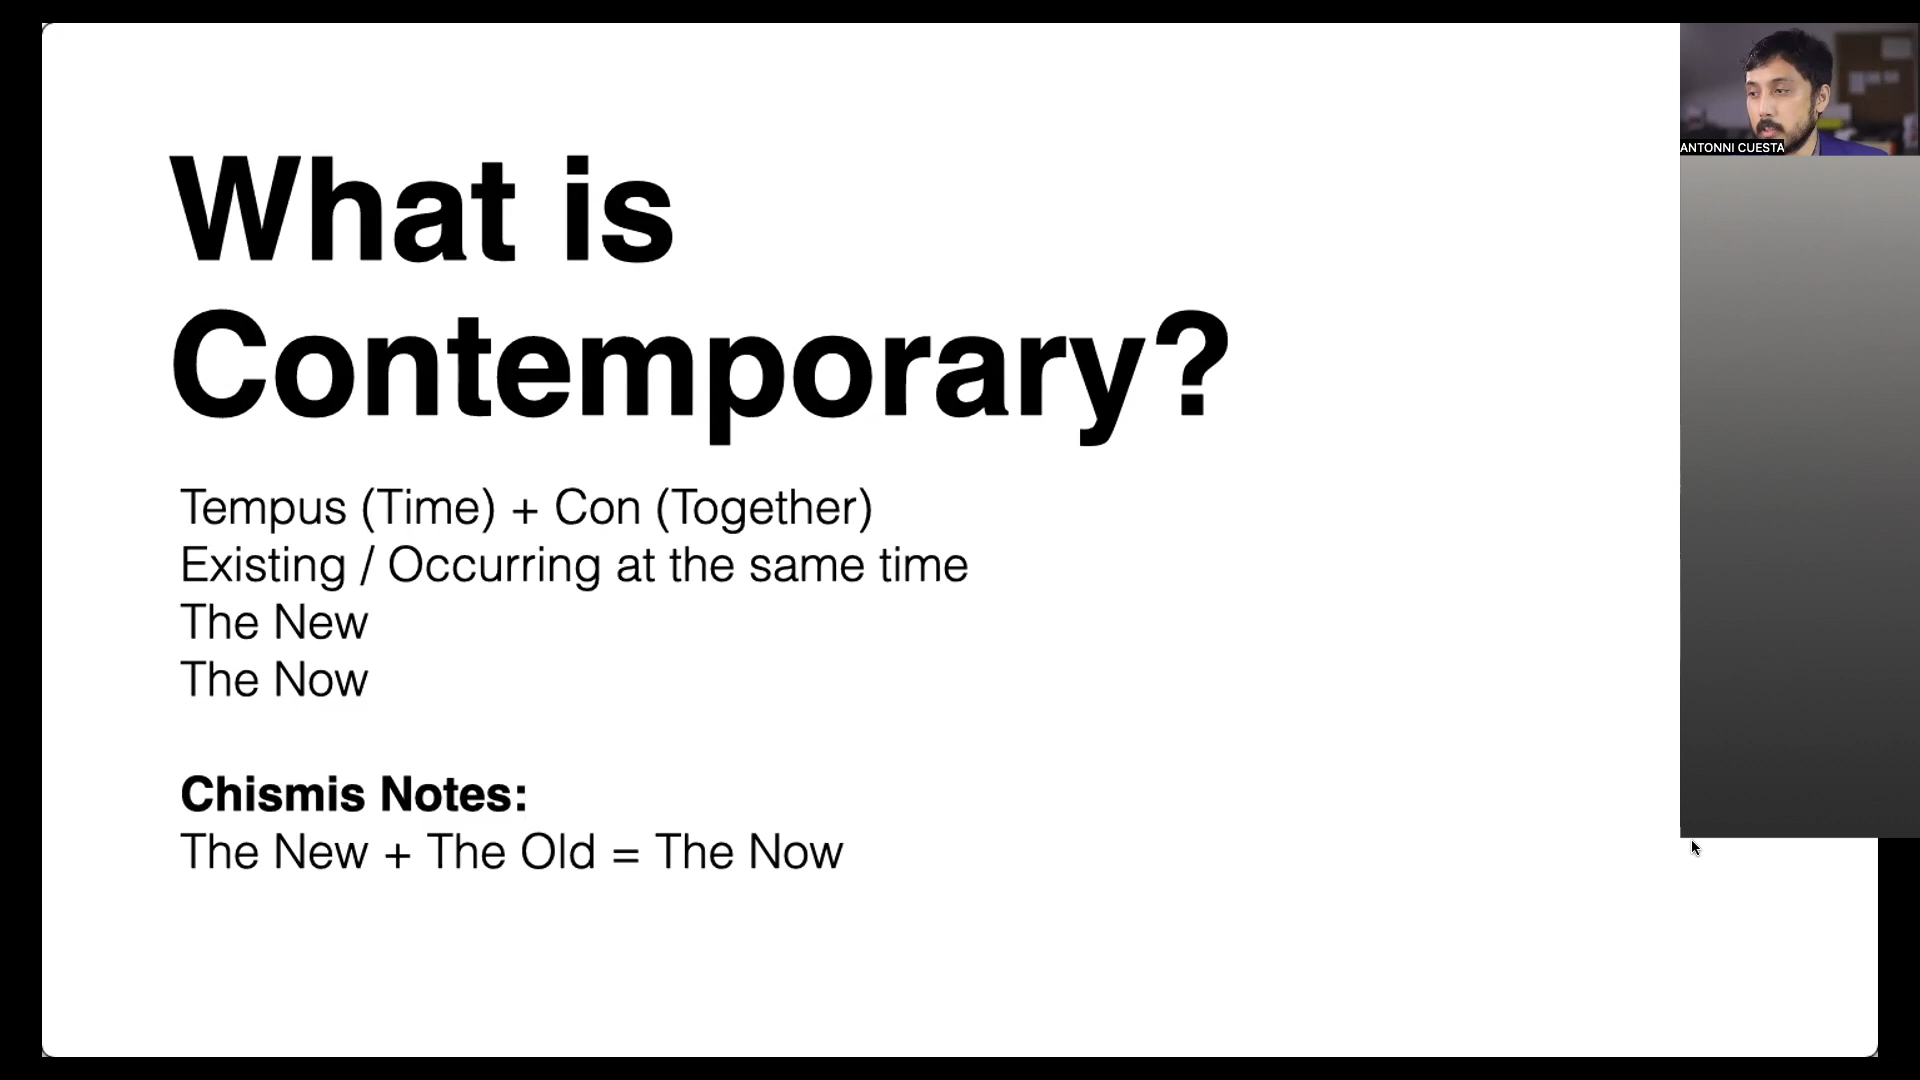 What is
Contemporary?
Tempus (Time) + Con (Together)
Existing / Occurring at the same time
The New
The Now
Chismis Notes:
The New + The Old = The Now
ANTONNI CUESTA